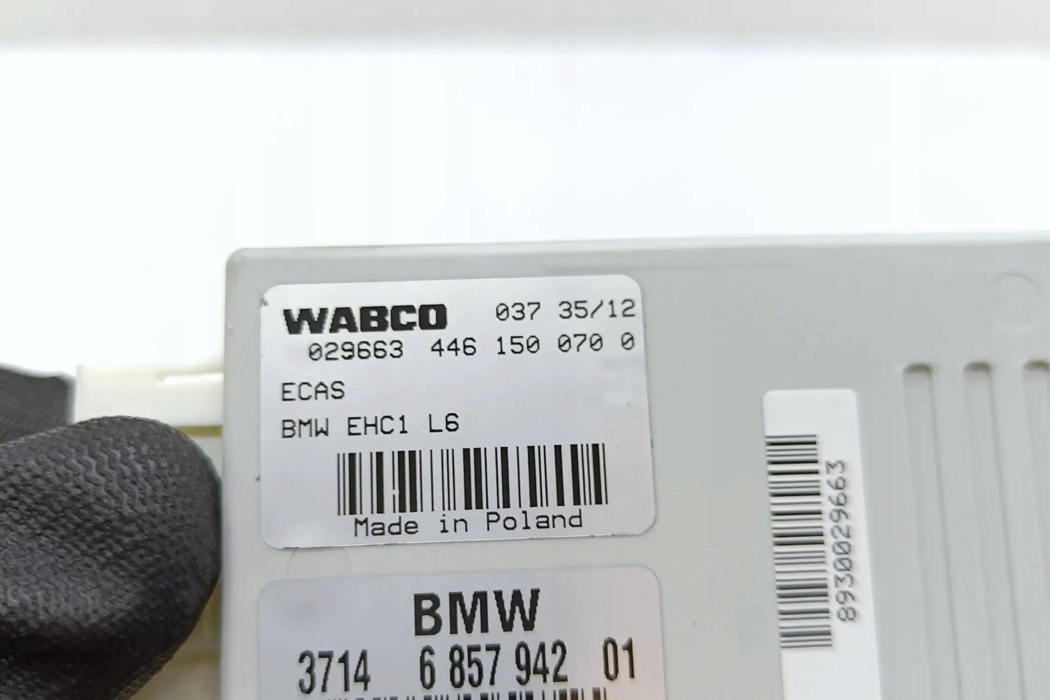 WABCO 037 35/12
029663 446 150 070 0
ECAS
BMW EHC1 L6
Made in Poland
BMW
3714 6 857 942 01
8930029663